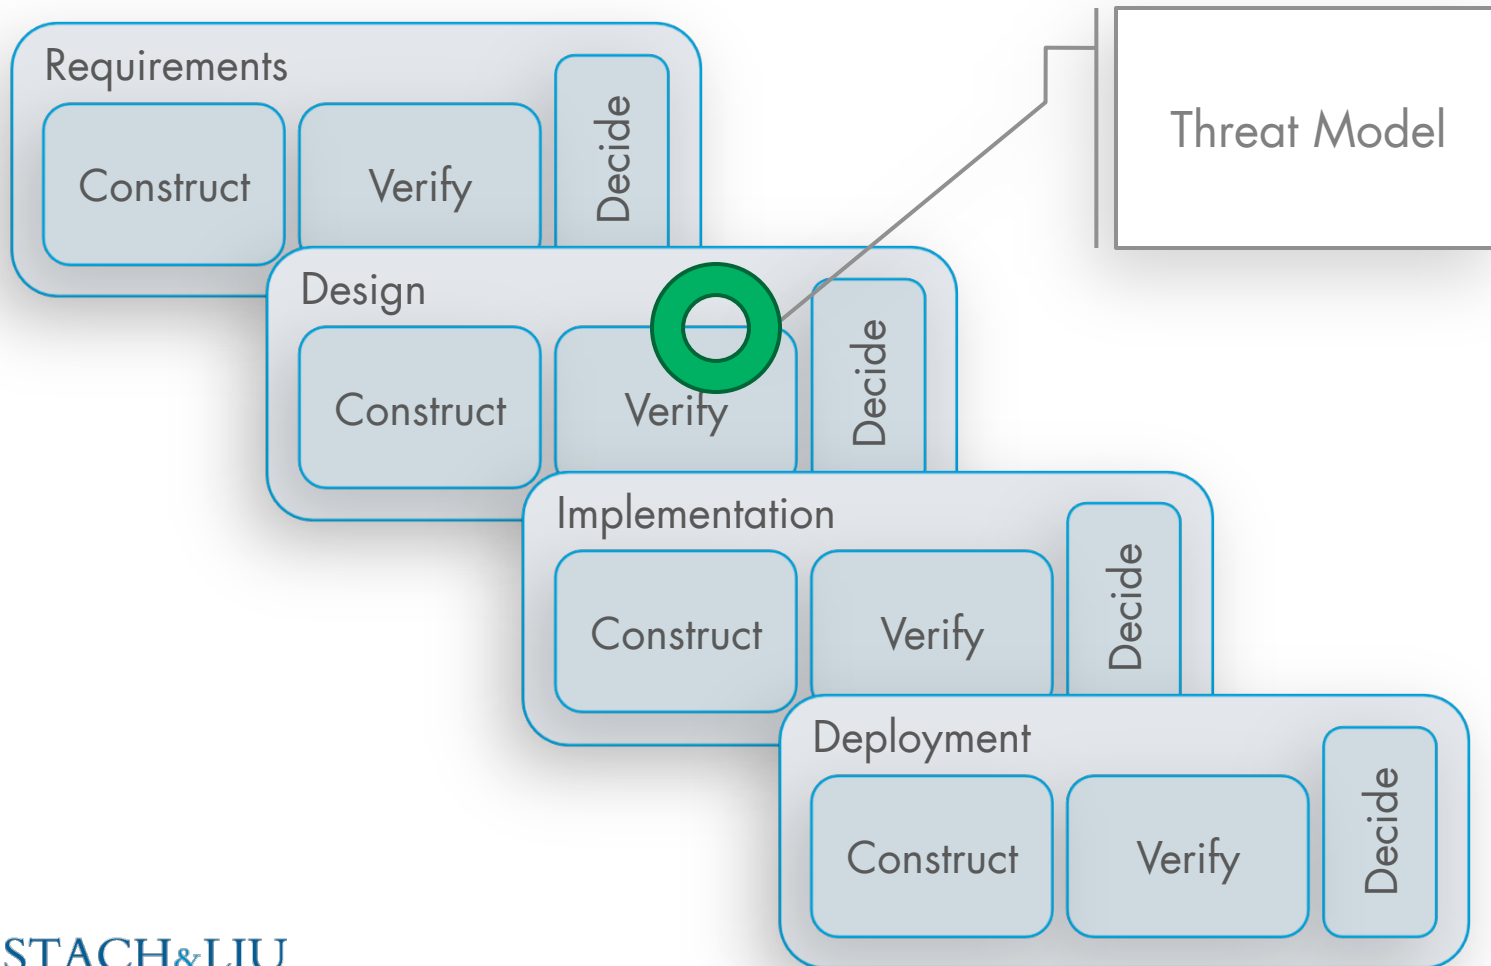 Requirements
Construct
Verify
Decide
Threat Model
Design
Construct
Verify
Decide
Implementation
Construct
Verify
Decide
Deployment
Construct
Verify
Decide
STACH&LIU